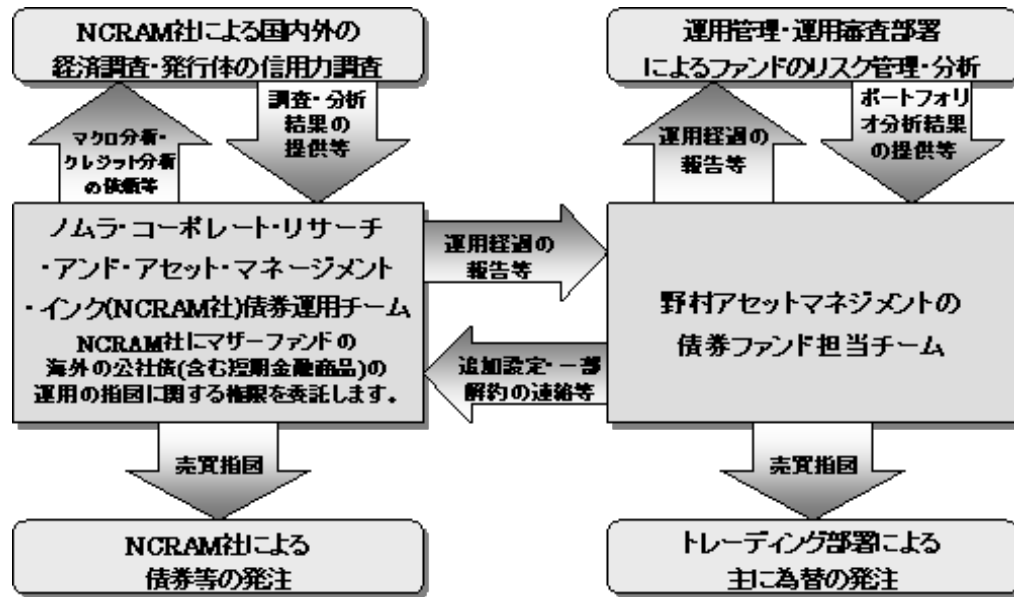 NCRAM社による国内外の
経済調査・発行体の信用力調査
運用管理・運用審査部署
によるファンドのリスク管理・分析
マクロ分析・
クレジット分析
の依頼等
調査・分析
結果の
提供等
運用経過の
報告等
ポートフォリ
オ分析結果
の提供等
ノムラ・コーポレート・リサーチ
・アンド・アセット・マネージメント
・インク(NCRAM社)債券運用チーム
NCRAM社にマザーファンドの
海外の公社債(含む短期金融商品)の
運用の指図に関する権限を委託します。
運用経過の
報告等
追加設定・一部
解約の連絡等
野村アセットマネジメントの
債券ファンド担当チーム
売買指図
売買指図
NCRAM社による
債券等の発注
トレーディング部署による
主に為替の発注